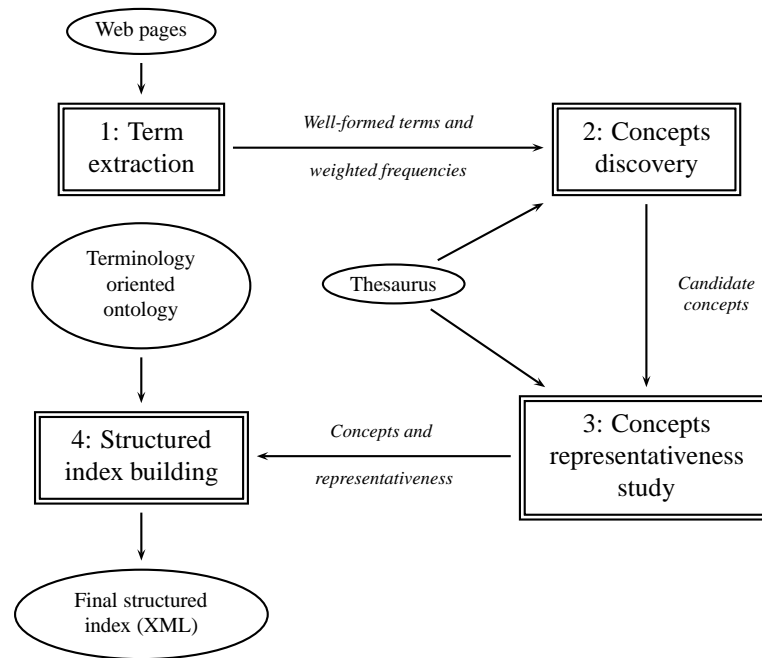 Web pages
1: Term
extraction
Well-formed terms and
weighted frequencies
2: Concepts
discovery
Terminology
oriented
ontology
Thesaurus
Candidate
concepts
4: Structured
index building
Concepts and
representativeness
3: Concepts
representativeness
study
Final structured
index (XML)